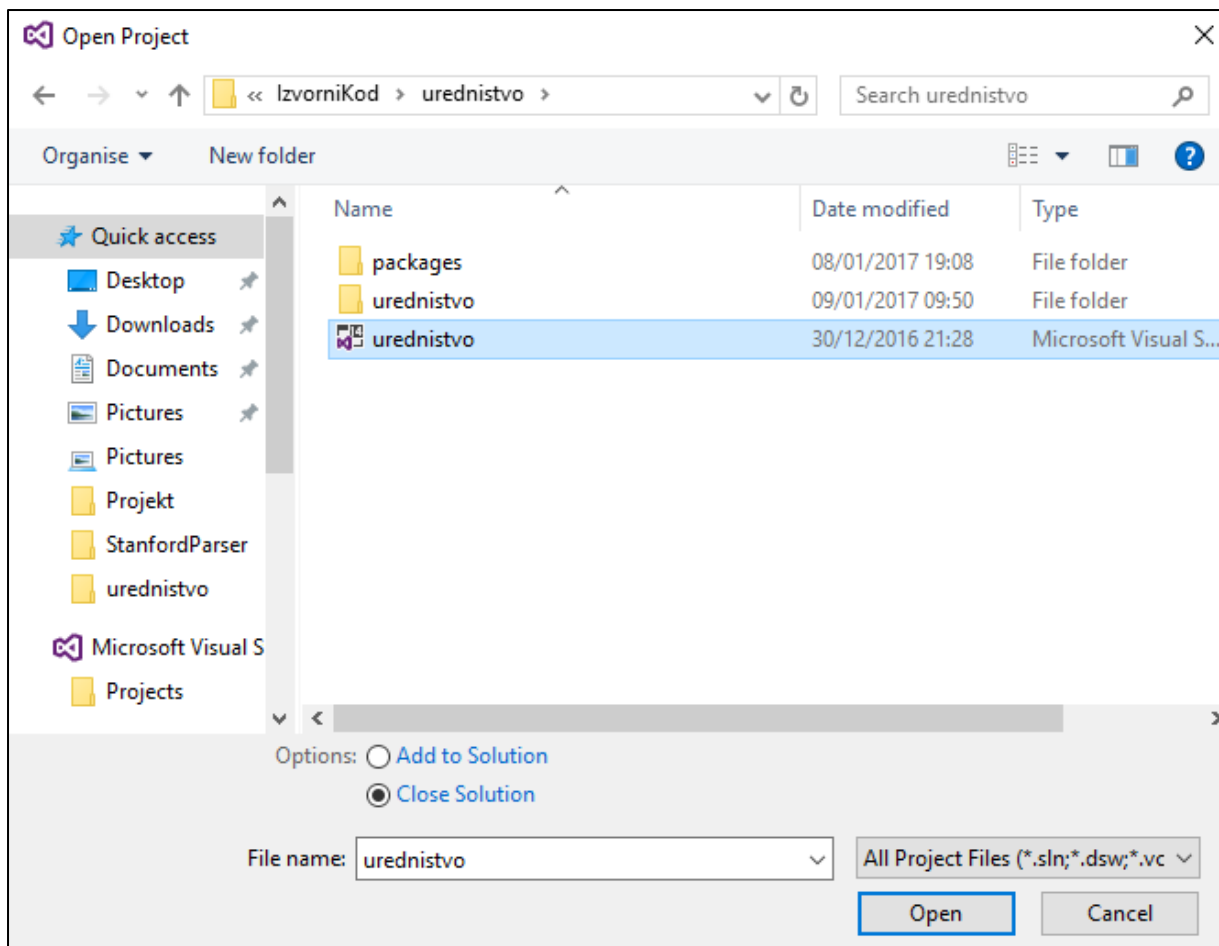 Open Project
« IzvorniKod > urednistvo >
Search urednistvo
Organise
New folder
Name
Date modified
Type
Quick access
Desktop
Downloads
Documents
Pictures
Pictures
Projekt
StanfordParser
urednistvo
Microsoft Visual S
Projects
packages 08/01/2017 19:08 File folder
urednistvo 09/01/2017 09:50 File folder
urednistvo 30/12/2016 21:28 Microsoft Visual S...
Options: Add to Solution
Close Solution
File name: urednistvo
All Project Files (*.sln;*.dsw;*.vc
Open
Cancel